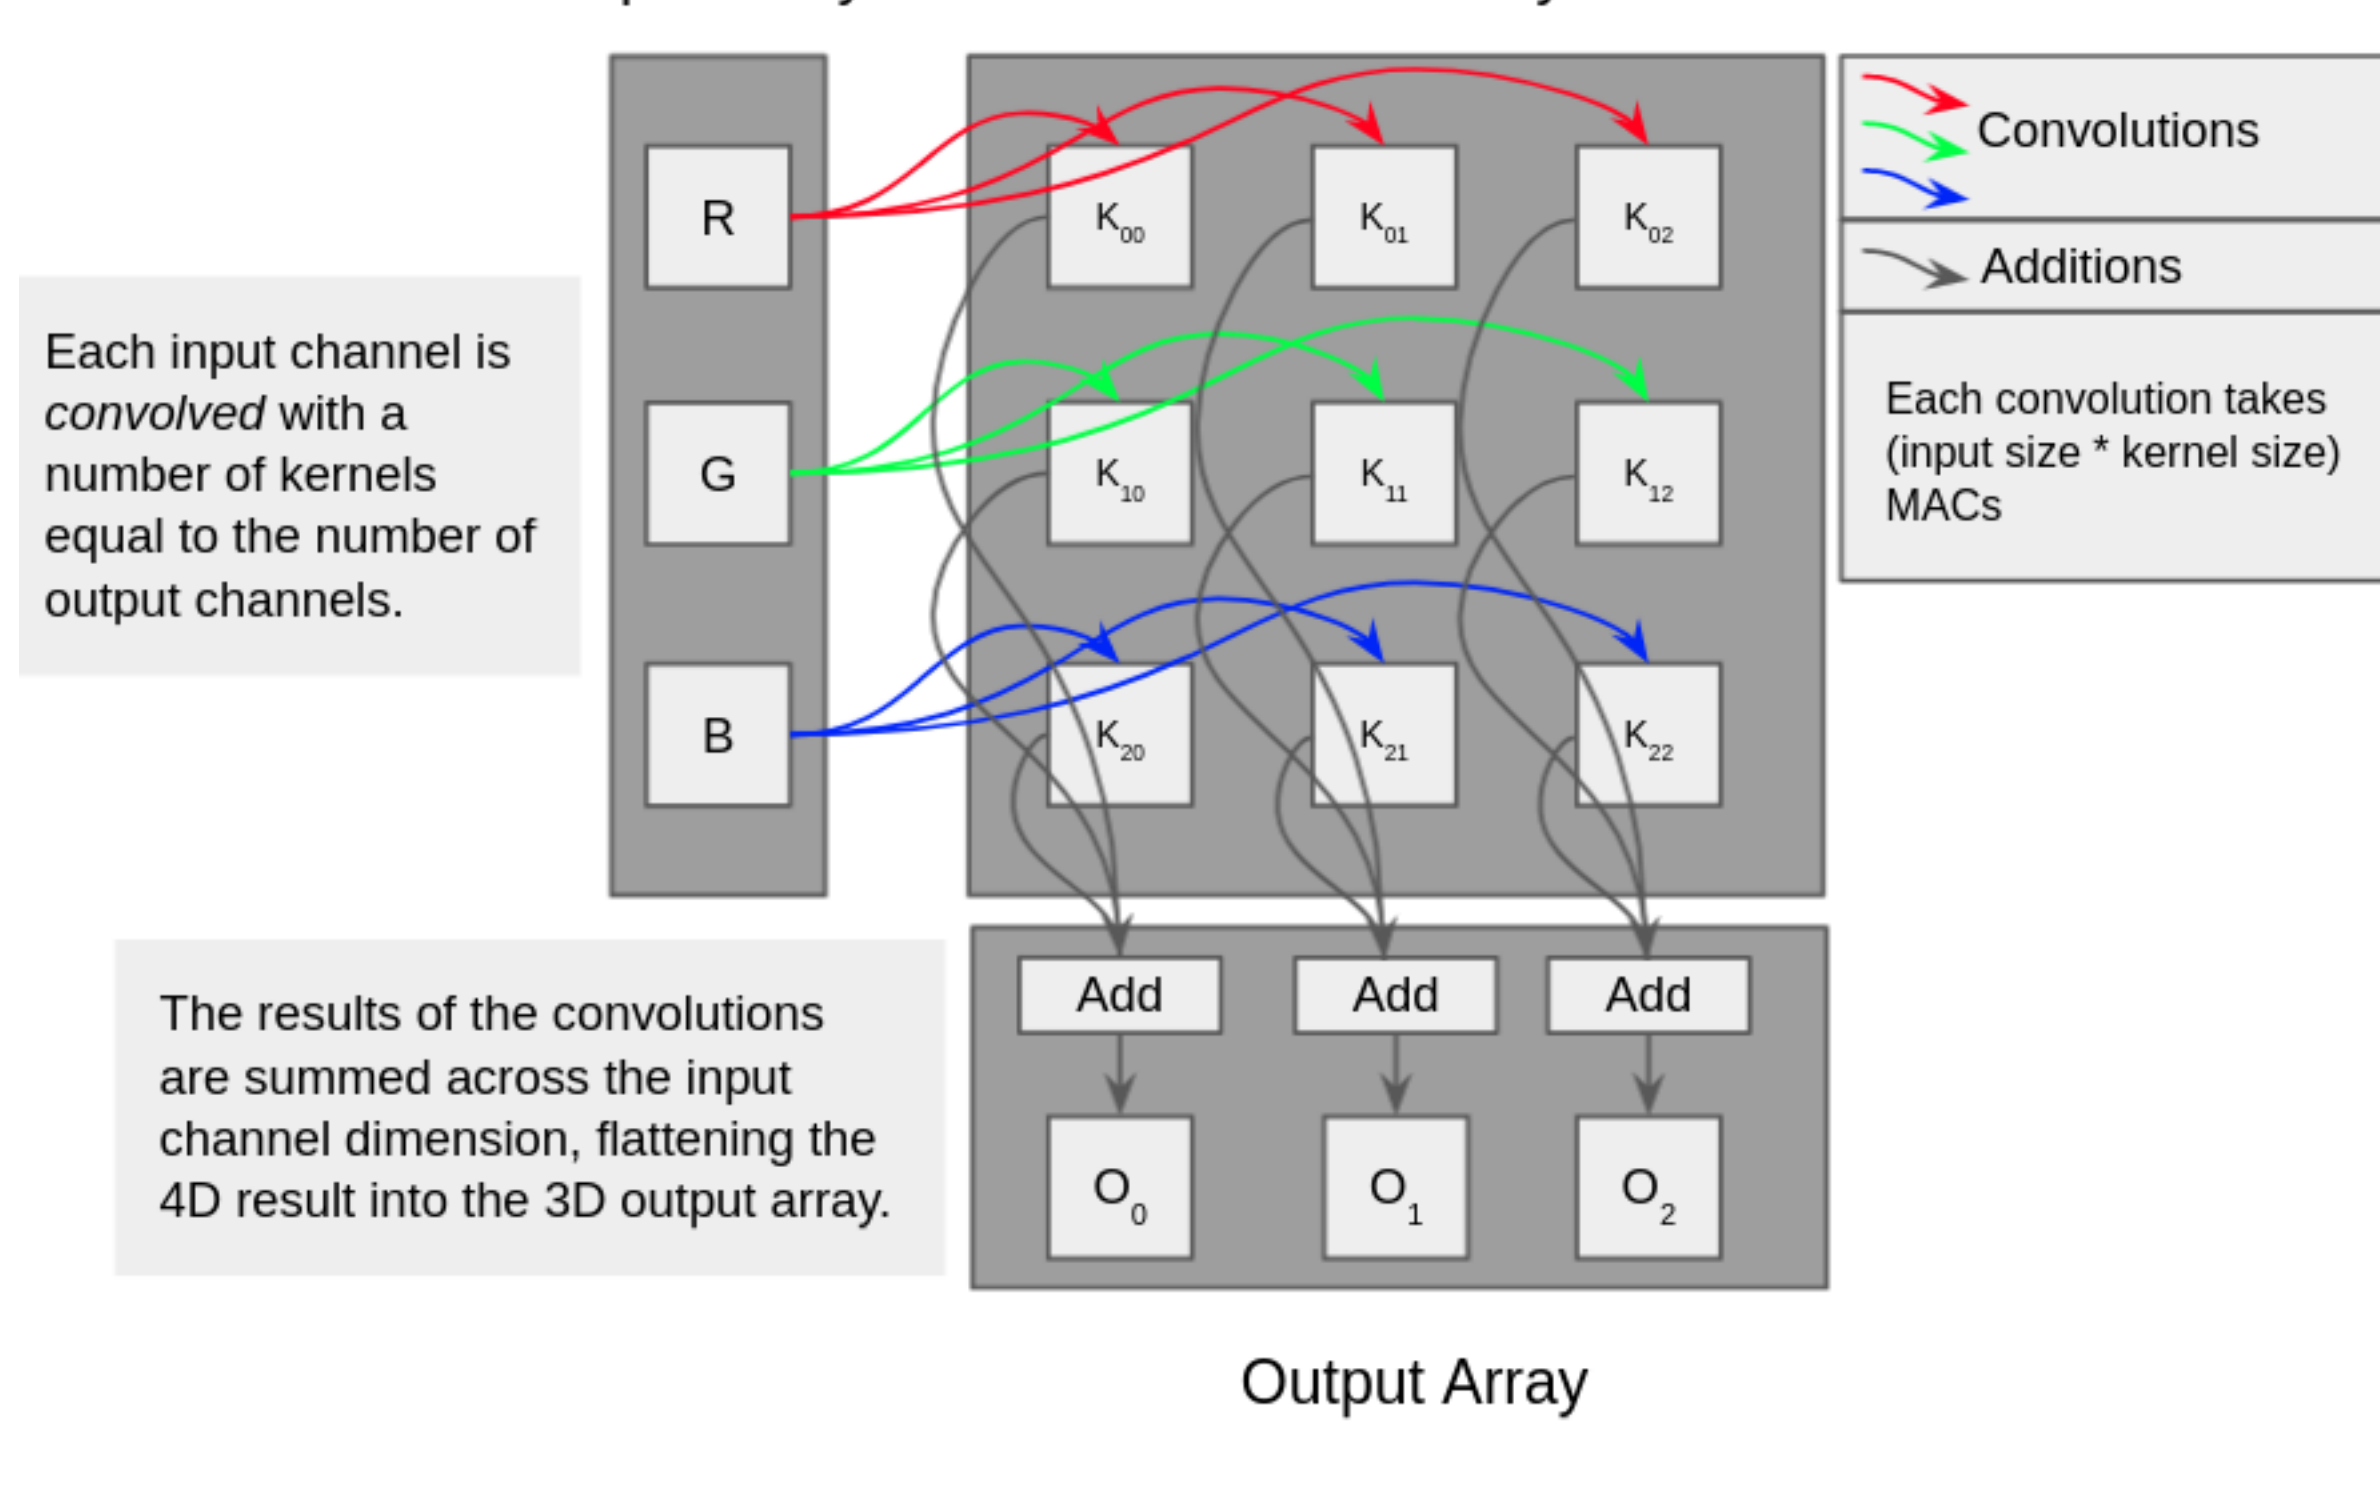 R
G
B
K00
K01
K02
K10
K11
K12
K20
K21
K22
Convolutions
Additions
Each convolution takes
(input size * kernel size)
MACs
Each input channel is
convolved with a
number of kernels
equal to the number of
output channels.
The results of the convolutions
are summed across the input
channel dimension, flattening the
4D result into the 3D output array.
Add
Add
Add
O0
O1
O2
Output Array